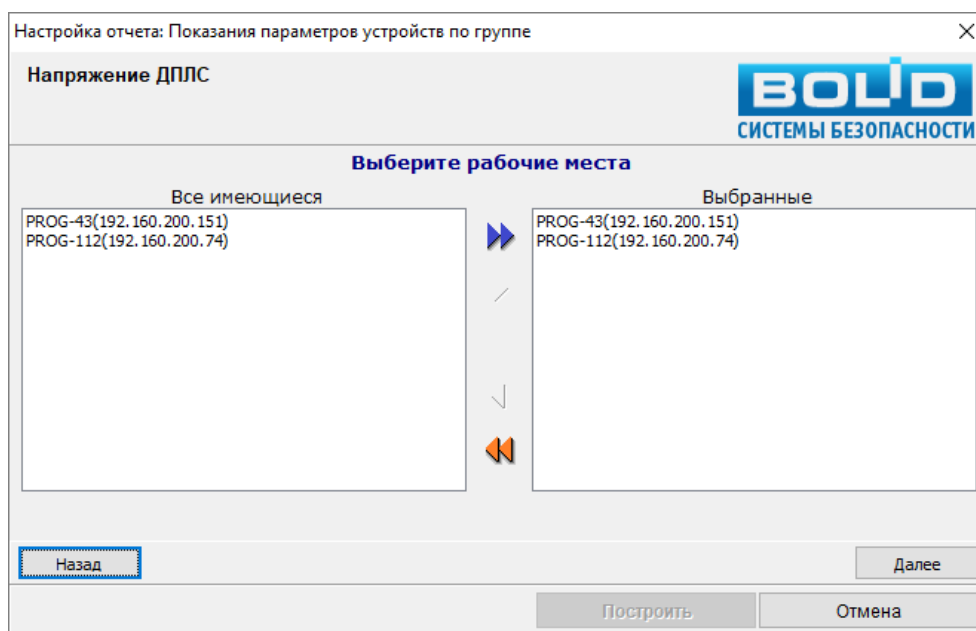 Настройка отчета: Показания параметров устройств по группе
Напряжение ДПЛС
BOLID
СИСТЕМЫ БЕЗОПАСНОСТИ
Выберите рабочие места
Все имеющиеся
Выбранные
PROG-43(192.160.200.151)
PROG-112(192.160.200.74)
PROG-43(192.160.200.151)
PROG-112(192.160.200.74)
Назад
Далее
Построить
Отмена